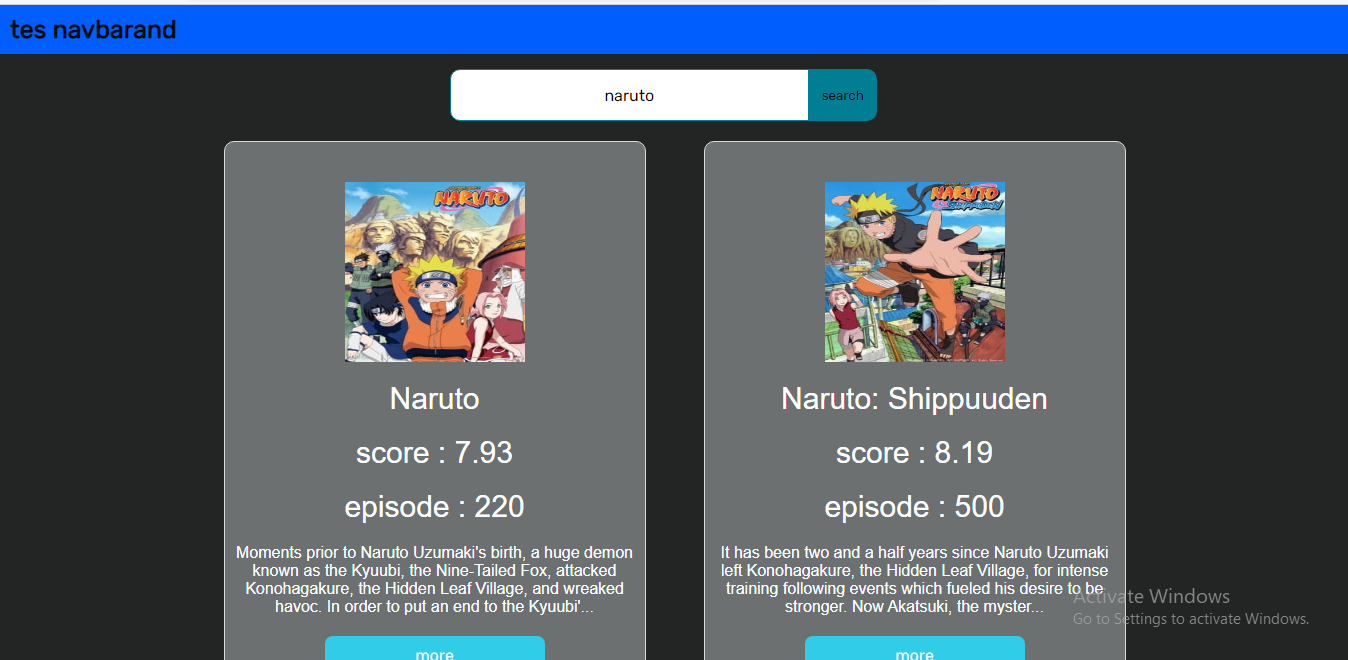 tes navbarand
naruto
search
NARUTO
Naruto
score : 7.93
episode : 220
Moments prior to Naruto Uzumaki's birth, a huge demon
known as the Kyuubi, the Nine-Tailed Fox, attacked
Konohagakure, the Hidden Leaf Village, and wreaked
havoc. In order to put an end to the Kyuubi'...
more
NARUTO
SHIPPUDEN
Naruto: Shippuuden
score : 8.19
episode : 500
It has been two and a half years since Naruto Uzumaki
left Konohagakure, the Hidden Leaf Village, for intense
training following events which fueled his desire to be
stronger. Now Akatsuki, the myster...
more
Activate Windows
Go to Settings to activate Windows.